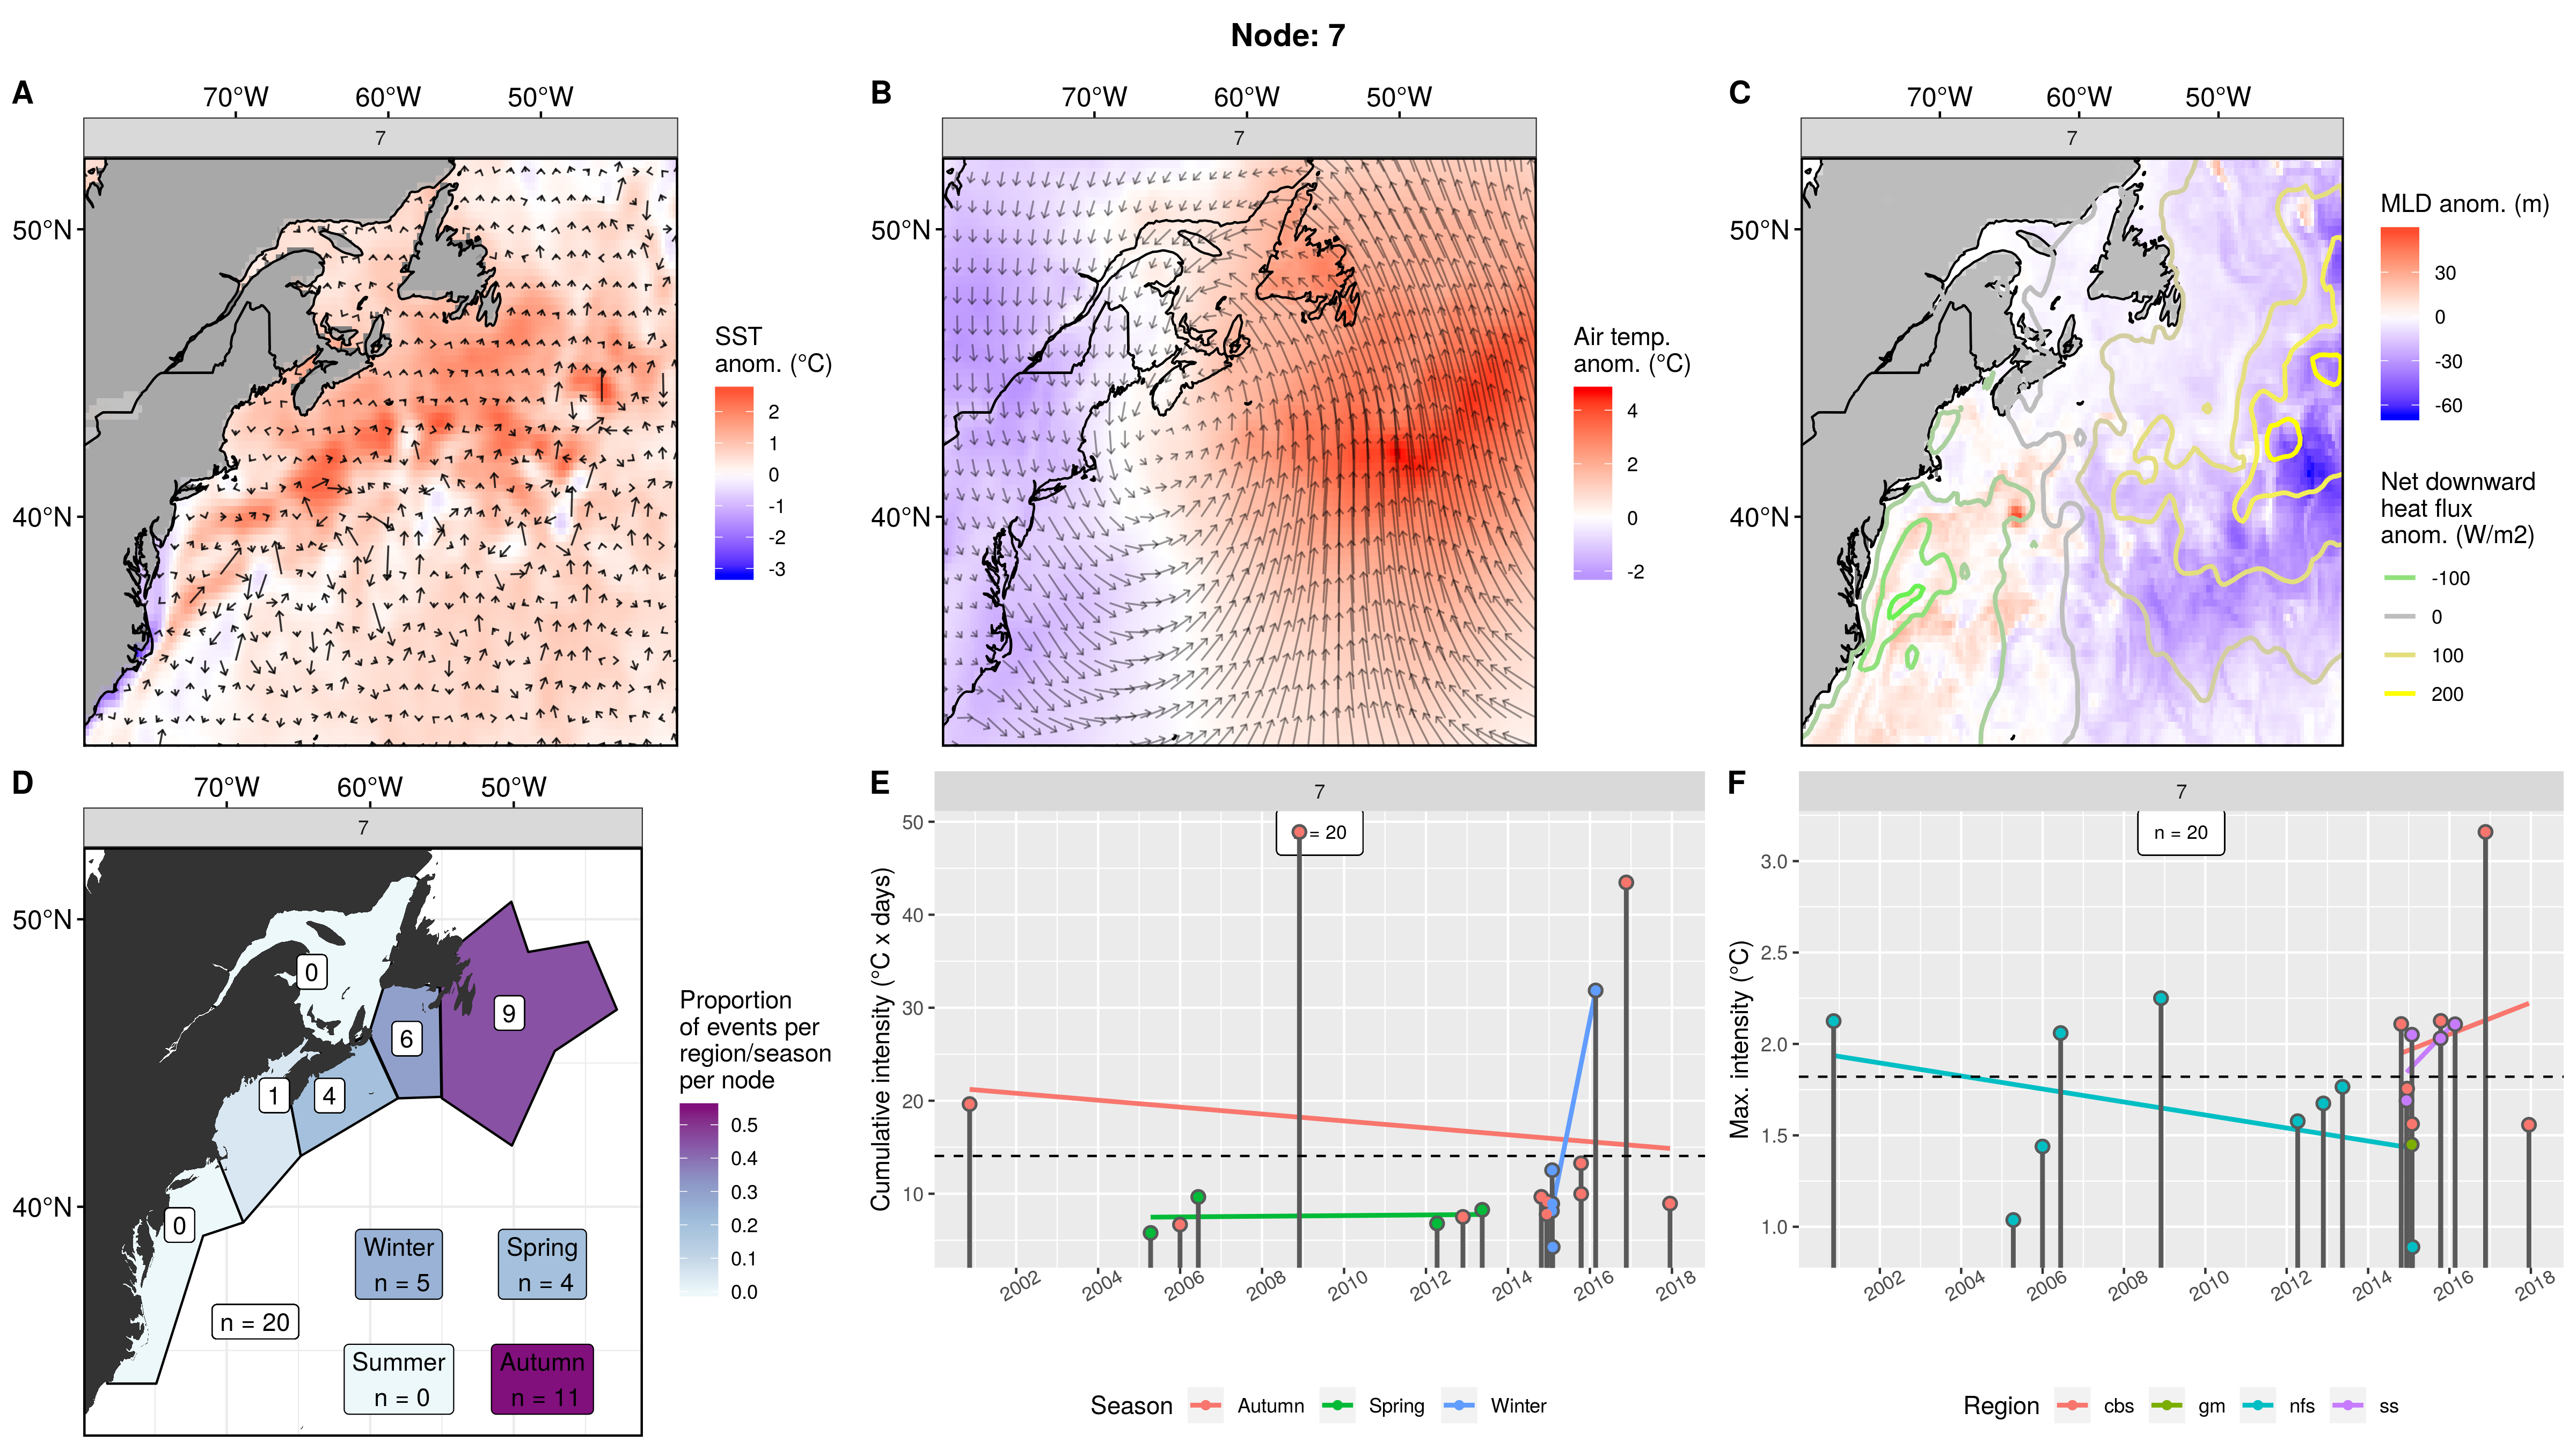 Node: 7
A
70°W 60°W 50°W
7
50°N
40°N
SST
anom. (°C)
2
1
0
-1
-2
-3
B
70°W 60°W 50°W
7
50°N
40°N
Air temp.
anom. (°C)
4
2
0
-2
C
70°W 60°W 50°W
7
50°N
40°N
MLD anom. (m)
30
0
-30
-60
Net downward
heat flux
anom. (W/m2)
-100
0
100
200
D
70°W 60°W 50°W
7
50°N
40°N
0
9
6
1
4
0
Winter
n = 5
Spring
n = 4
n = 20
Summer
n = 0
Autumn
n = 11
Proportion
of events per
region/season
per node
0.5
0.4
0.3
0.2
0.1
0.0
E
7
Cumulative intensity (°C x days)
50
40
30
20
10
= 20
2002 2004 2006 2008 2010 2012 2014 2016 2018
Season Autumn Spring Winter
F
7
Max. intensity (°C)
3.0
2.5
2.0
1.5
1.0
n = 20
2002 2004 2006 2008 2010 2012 2014 2016 2018
Region cbs gm nfs ss